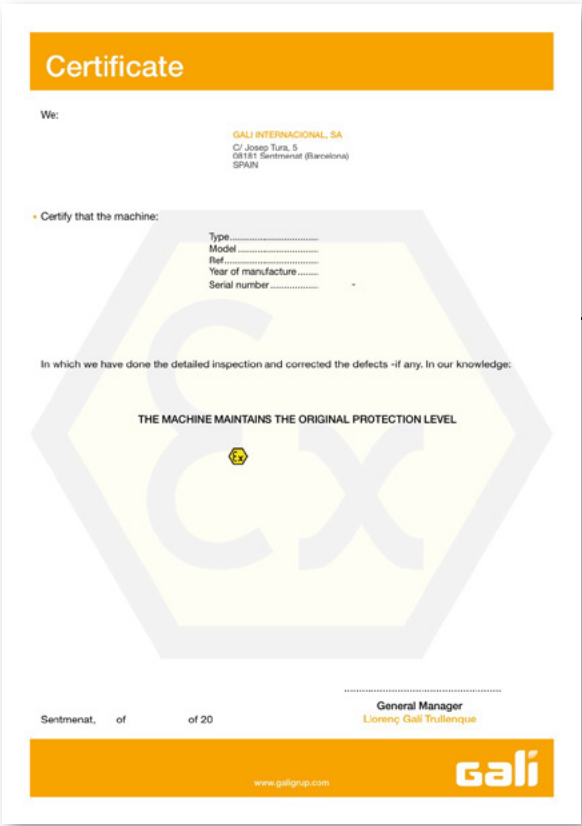 Certificate
We:
GALI INTERNACIONAL, SA
C/ Josep Tura, 5
08181 Sentmenat (Barcelona)
SPAIN
• Certify that the machine:
Type..............................
Model...........................
Ref................................
Year of manufacture.......
Serial number................ -
In which we have done the detailed inspection and corrected the defects -if any. In our knowledge:
THE MACHINE MAINTAINS THE ORIGINAL PROTECTION LEVEL
Ex
Ex
General Manager
Sentmenat, of of 20
Llorenç Galí Trullenque
www.galigrup.com
Galí